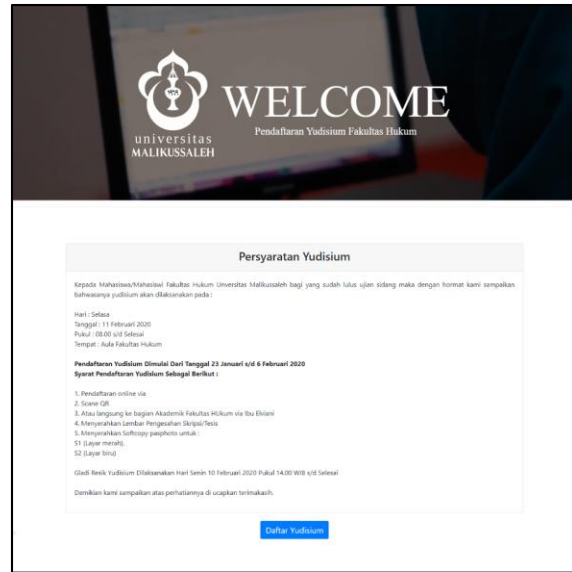 universitas
MALIKUSSALEH
WELCOME
Pendaftaran Yudisium Fakultas Hukum
Persyaratan Yudisium
Kepada Mahasiswa/Mahasiswi Fakultas Hukum Unversitas Malikussaleh bagi yang sudah lulus ujian sidang maka dengan hormat kami sampaikan
bahwasanya yudisium akan dilaksanakan pada :
Hari : Selasa
Tanggal : 11 Februari 2020
Pukul : 08.00 s/d Selesai
Tempat : Aula Fakultas Hukum
Pendaftaran Yudisium Dimulai Dari Tanggal 23 Januari s/d 6 Februari 2020
Syarat Pendaftaran Yudisium Sebagai Berikut :
1. Pendaftaran online via
2. Scane QR
3. Atau langsung ke bagian Akademik Fakultas HUkum via Ibu Elviani
4. Menyerahkan Lembar Pengesahan Skripsi/Tesis
5. Menyerahkan Softcopy pasphoto untuk :
S1 (Layar merah).
S2 (Layar biru)
Gladi Resik Yudisium Dilaksanakan Hari Senin 10 Februari 2020 Pukul 14.00 WIB s/d Selesai
Demikian kami sampaikan atas perhatiannya di ucapkan terimakasih.
Daftar Yudisium